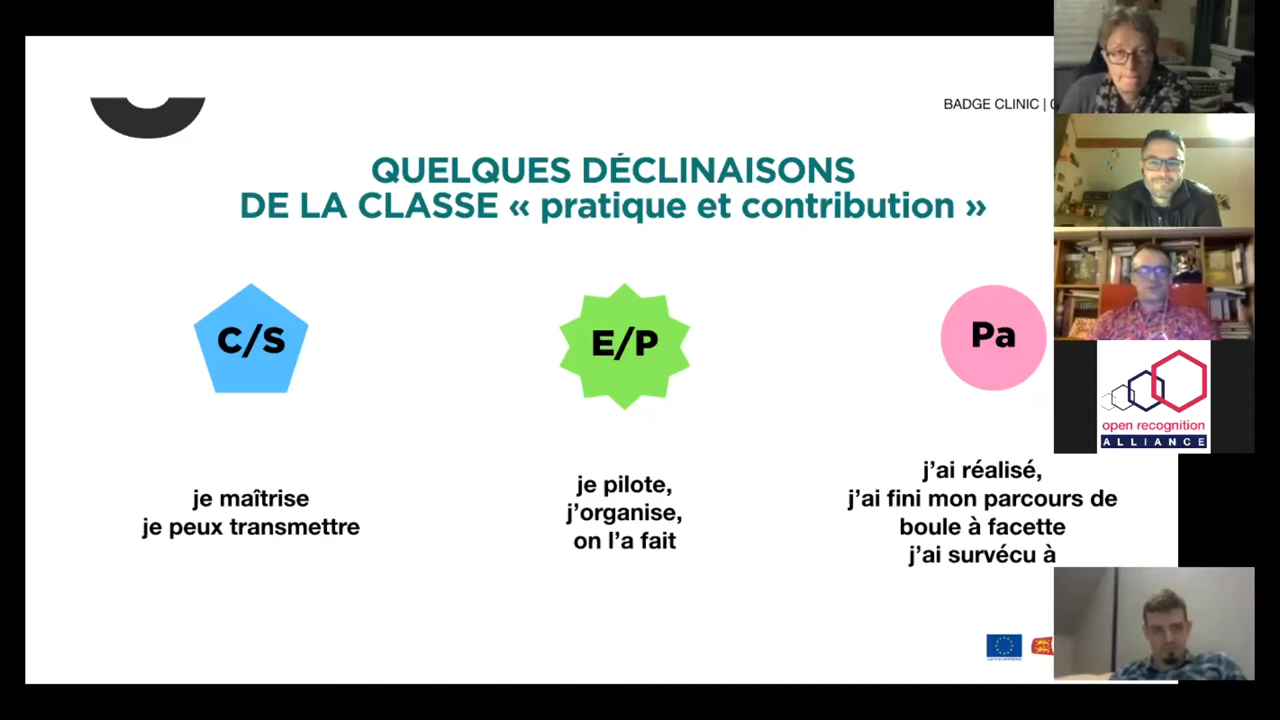 BADGE CLINIC |
QUELQUES DÉCLINAISONS
DE LA CLASSE « pratique et contribution »
C/S
E/P
Pa
je maîtrise
je peux transmettre
je pilote,
j’organise,
on l’a fait
j’ai réalisé,
j’ai fini mon parcours de
boule à facette
j’ai survécu à
open recognition
ALLIANCE